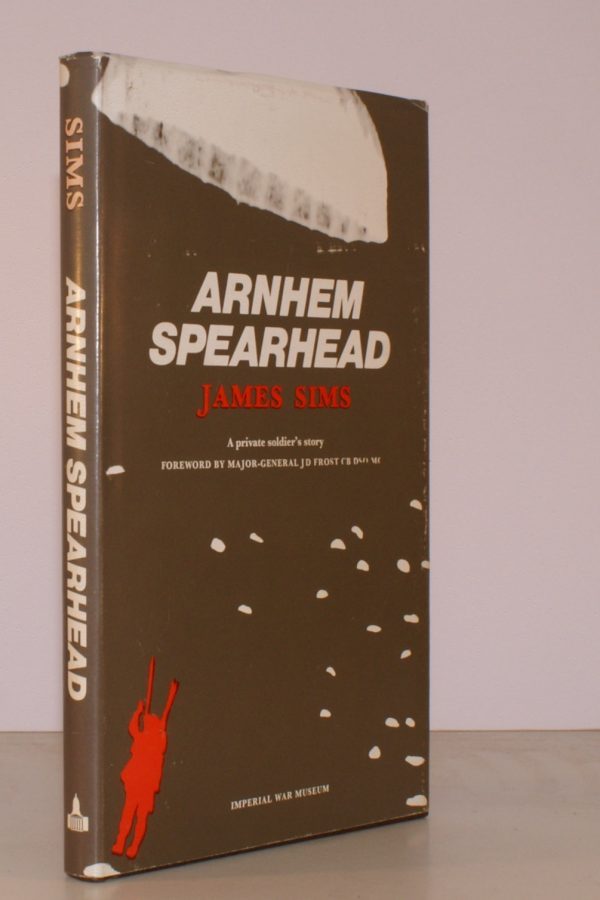 SIMS
ARNHEM SPEARHEAD
ARNHEM
SPEARHEAD
JAMES SIMS
A private soldier's story
FOREWORD BY MAJOR-GENERAL J D FROST CB DSO MC
IMPERIAL WAR MUSEUM